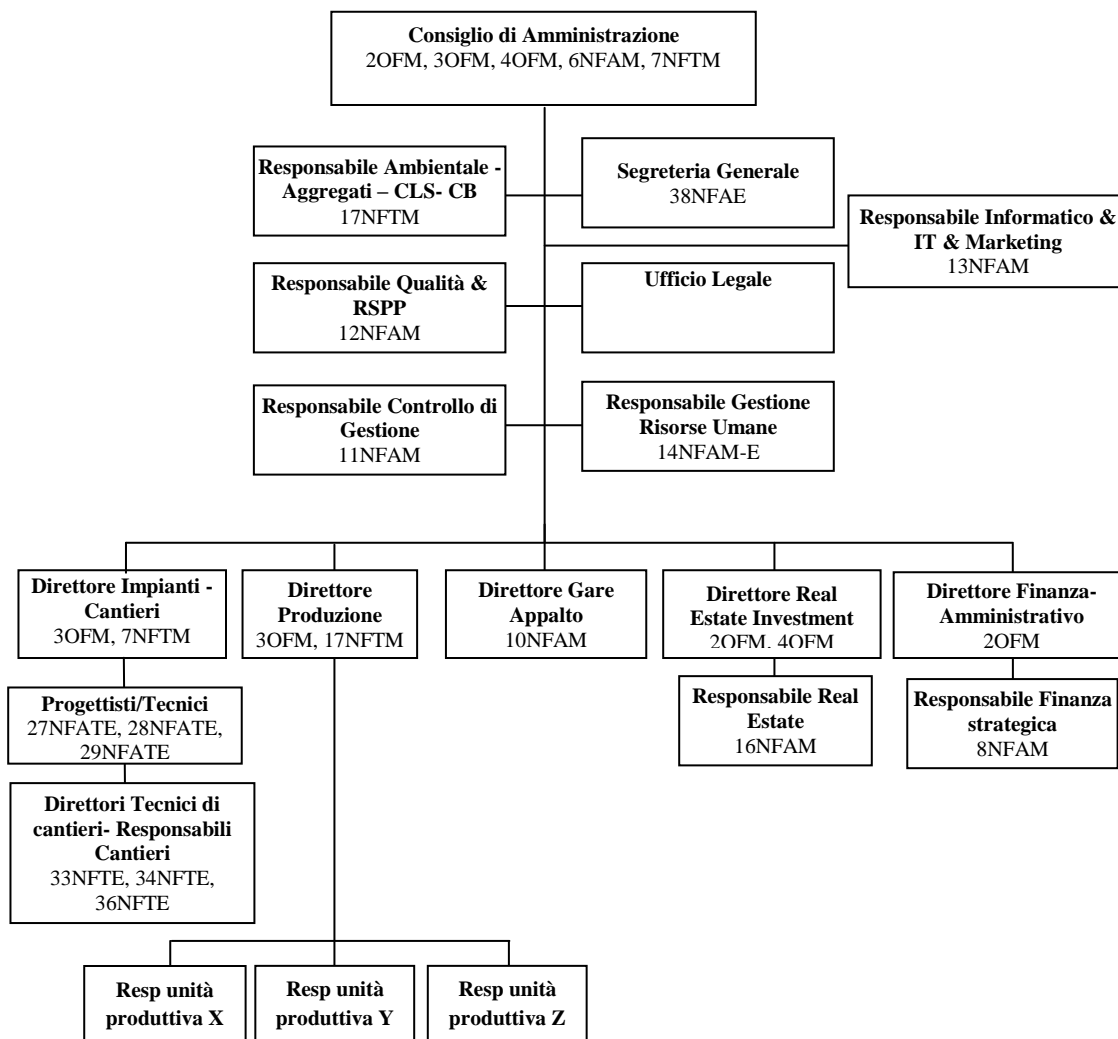 Consiglio di Amministrazione
2OFM, 3OFM, 4OFM, 6NFAM, 7NFTM
Responsabile Ambientale -
Aggregati – CLS- CB
17NFTM
Segreteria Generale
38NFAE
Responsabile Informatico &
IT & Marketing
13NFAM
Responsabile Qualità &
RSPP
12NFAM
Ufficio Legale
Responsabile Controllo di
Gestione
11NFAM
Responsabile Gestione
Risorse Umane
14NFAM-E
Direttore Impianti -
Cantieri
3OFM, 7NFTM
Direttore
Produzione
3OFM, 17NFTM
Direttore Gare
Appalto
10NFAM
Direttore Real
Estate Investment
2OFM, 4OFM
Direttore Finanza-
Amministrativo
2OFM
Progettisti/Tecnici
27NFATE, 28NFATE,
29NFATE
Responsabile Real
Estate
16NFAM
Responsabile Finanza
strategica
8NFAM
Direttori Tecnici di
cantieri- Responsabili
Cantieri
33NFTE, 34NFTE,
36NFTE
Resp unità
produttiva X
Resp unità
produttiva Y
Resp unità
produttiva Z